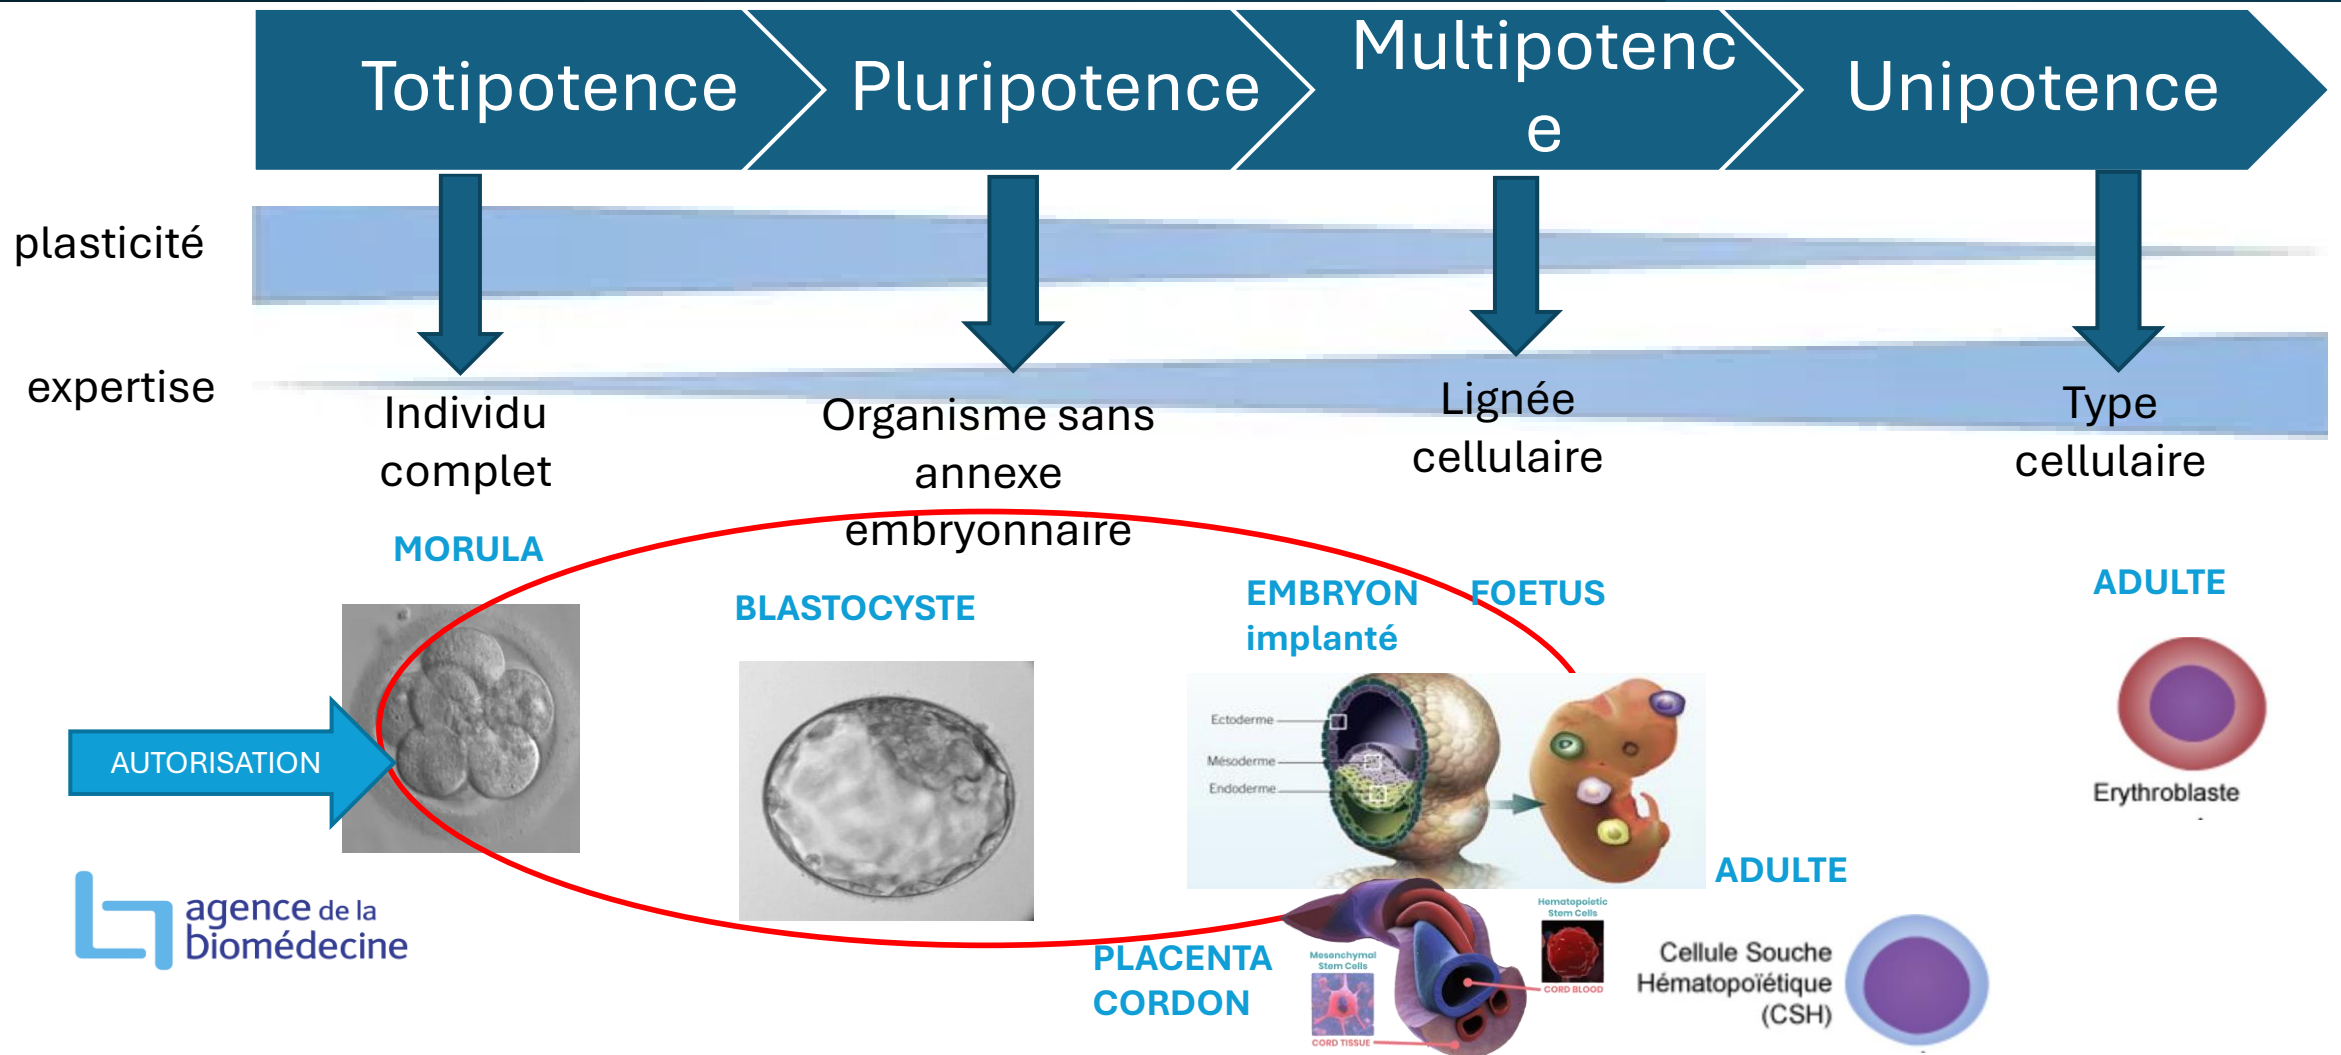 Totipotence
Pluripotence
Multipotenc
e
Unipotence
plasticité
expertise
Individu
complet
Organisme sans
annexe
embryonnaire
Lignée
cellulaire
Type
cellulaire
MORULA
BLASTOCYSTE
EMBRYON
implanté
FOETUS
ADULTE
AUTORISATION
Ectoderme
Mésoderme
Endoderme
Erythroblaste
agence de la
biomédecine
ADULTE
PLACENTA
CORDON
Mesenchymal
Stem Cells
CORD TISSUE
Hematopoietic
Stem Cells
CORD BLOOD
Cellule Souche
Hématopoïétique
(CSH)